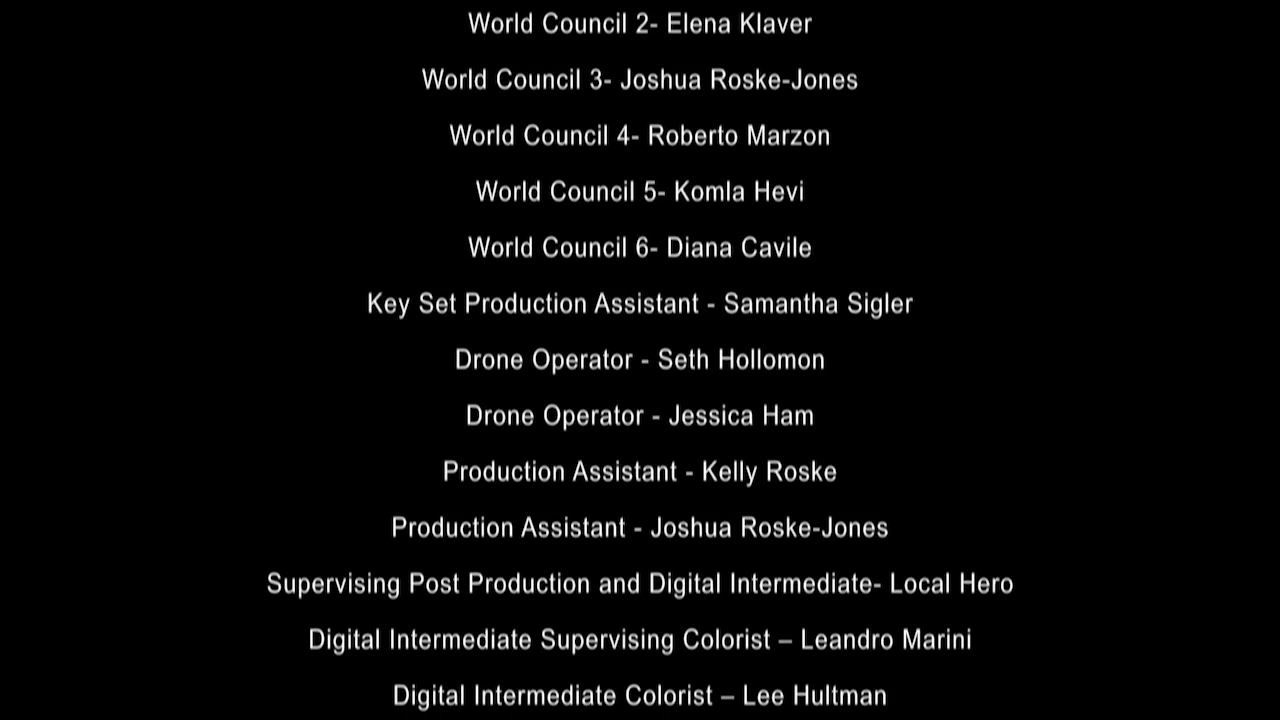 World Council 2- Elena Klaver
World Council 3- Joshua Roske-Jones
World Council 4- Roberto Marzon
World Council 5- Komla Hevi
World Council 6- Diana Cavile
Key Set Production Assistant - Samantha Sigler
Drone Operator - Seth Hollomon
Drone Operator - Jessica Ham
Production Assistant - Kelly Roske
Production Assistant - Joshua Roske-Jones
Supervising Post Production and Digital Intermediate- Local Hero
Digital Intermediate Supervising Colorist – Leandro Marini
Digital Intermediate Colorist – Lee Hultman